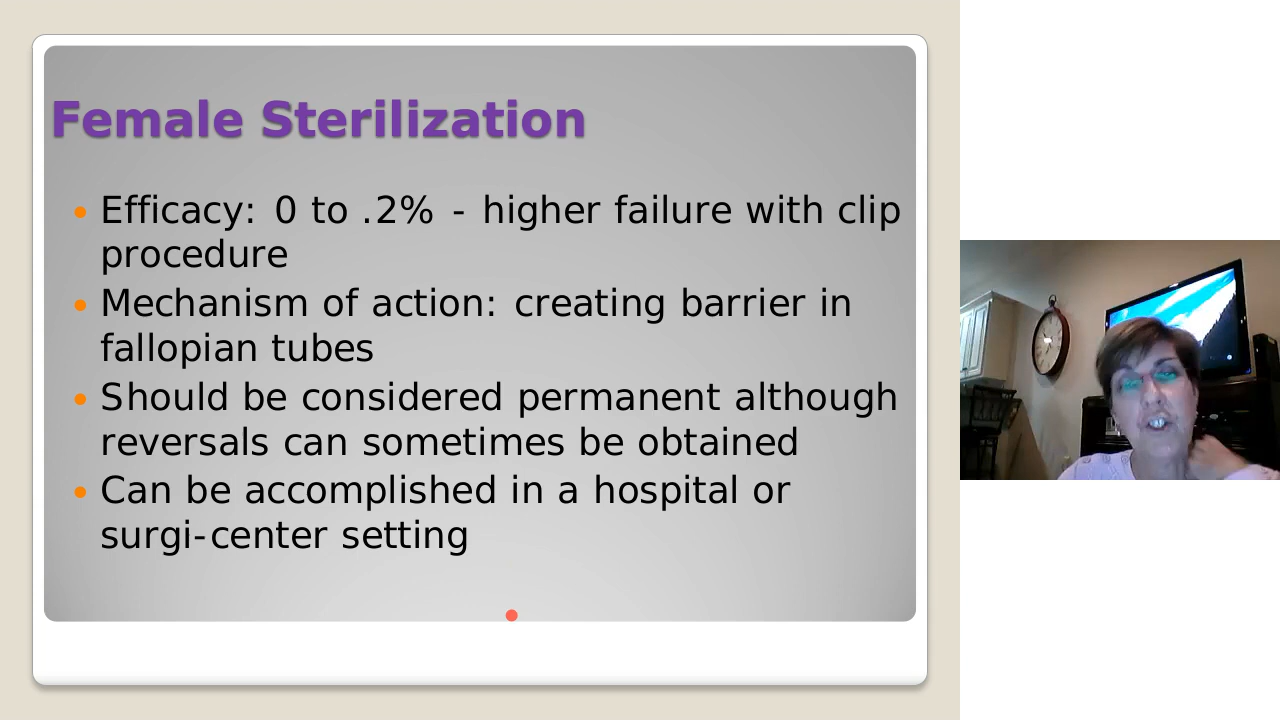 Female Sterilization
• Efficacy: 0 to .2% - higher failure with clip
procedure
• Mechanism of action: creating barrier in
fallopian tubes
• Should be considered permanent although
reversals can sometimes be obtained
• Can be accomplished in a hospital or
surgi-center setting